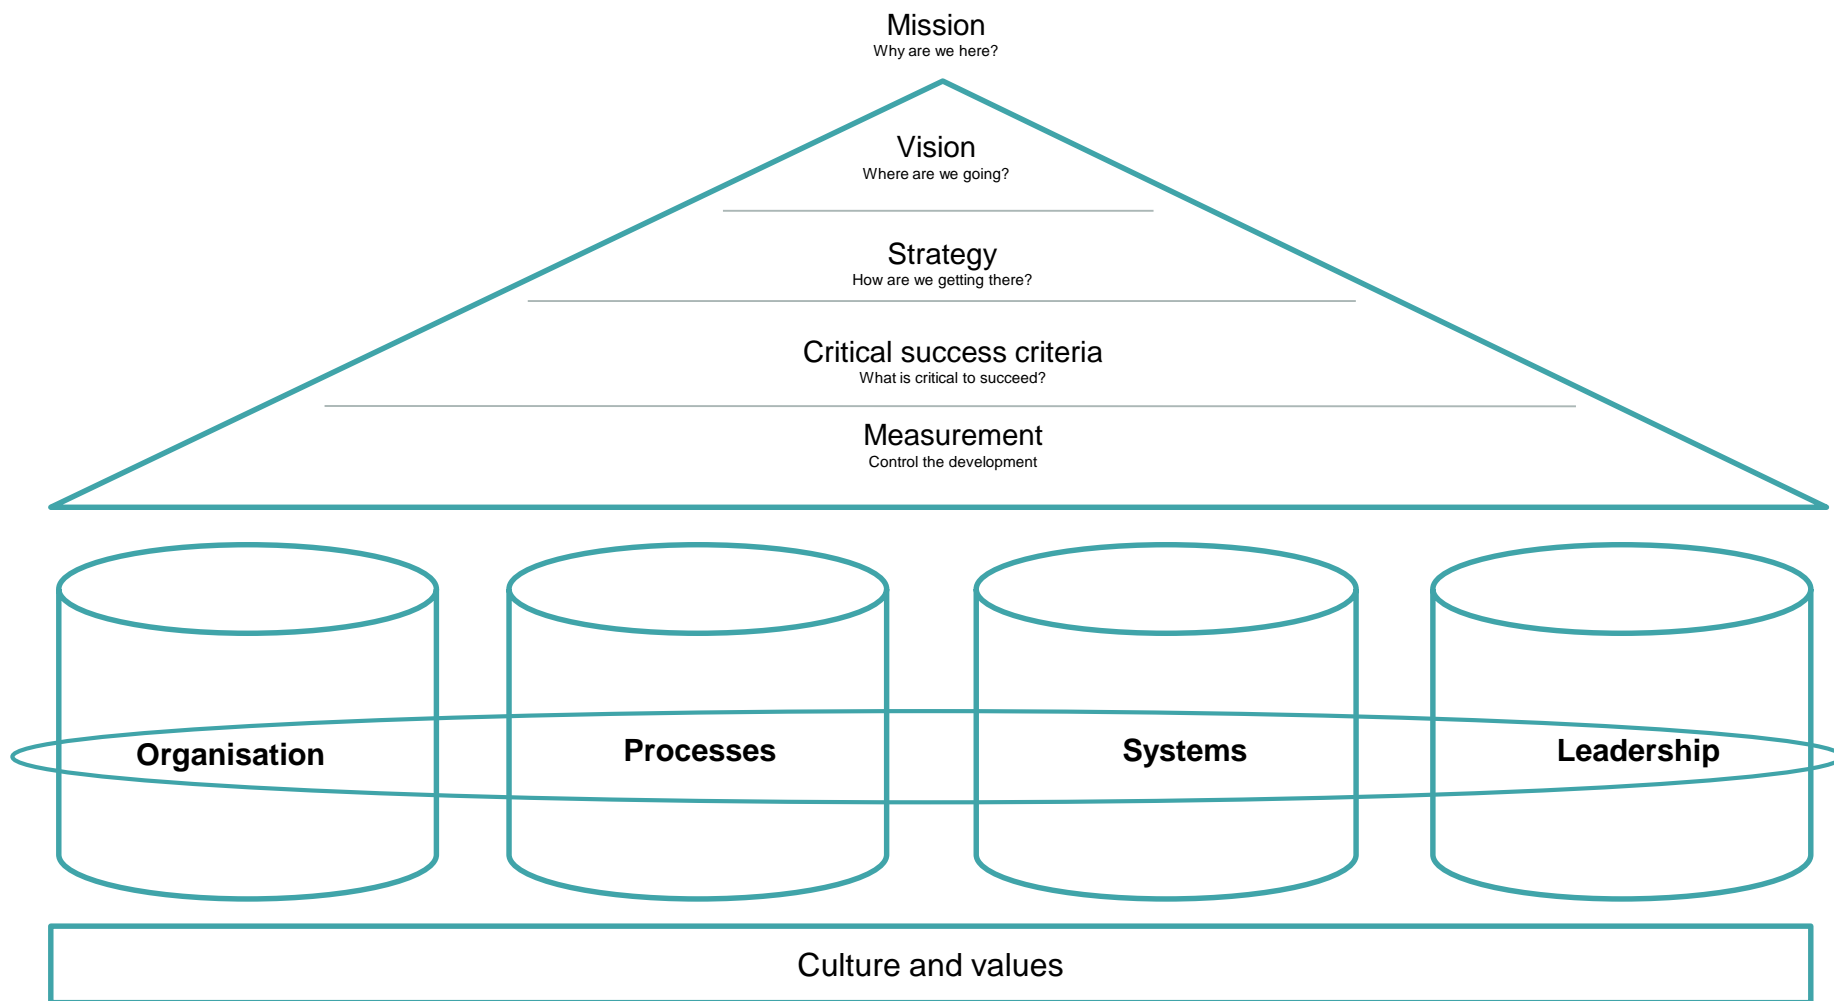 Mission
Why are we here?
Vision
Where are we going?
Strategy
How are we getting there?
Critical success criteria
What is critical to succeed?
Measurement
Control the development
Organisation
Processes
Systems
Leadership
Culture and values